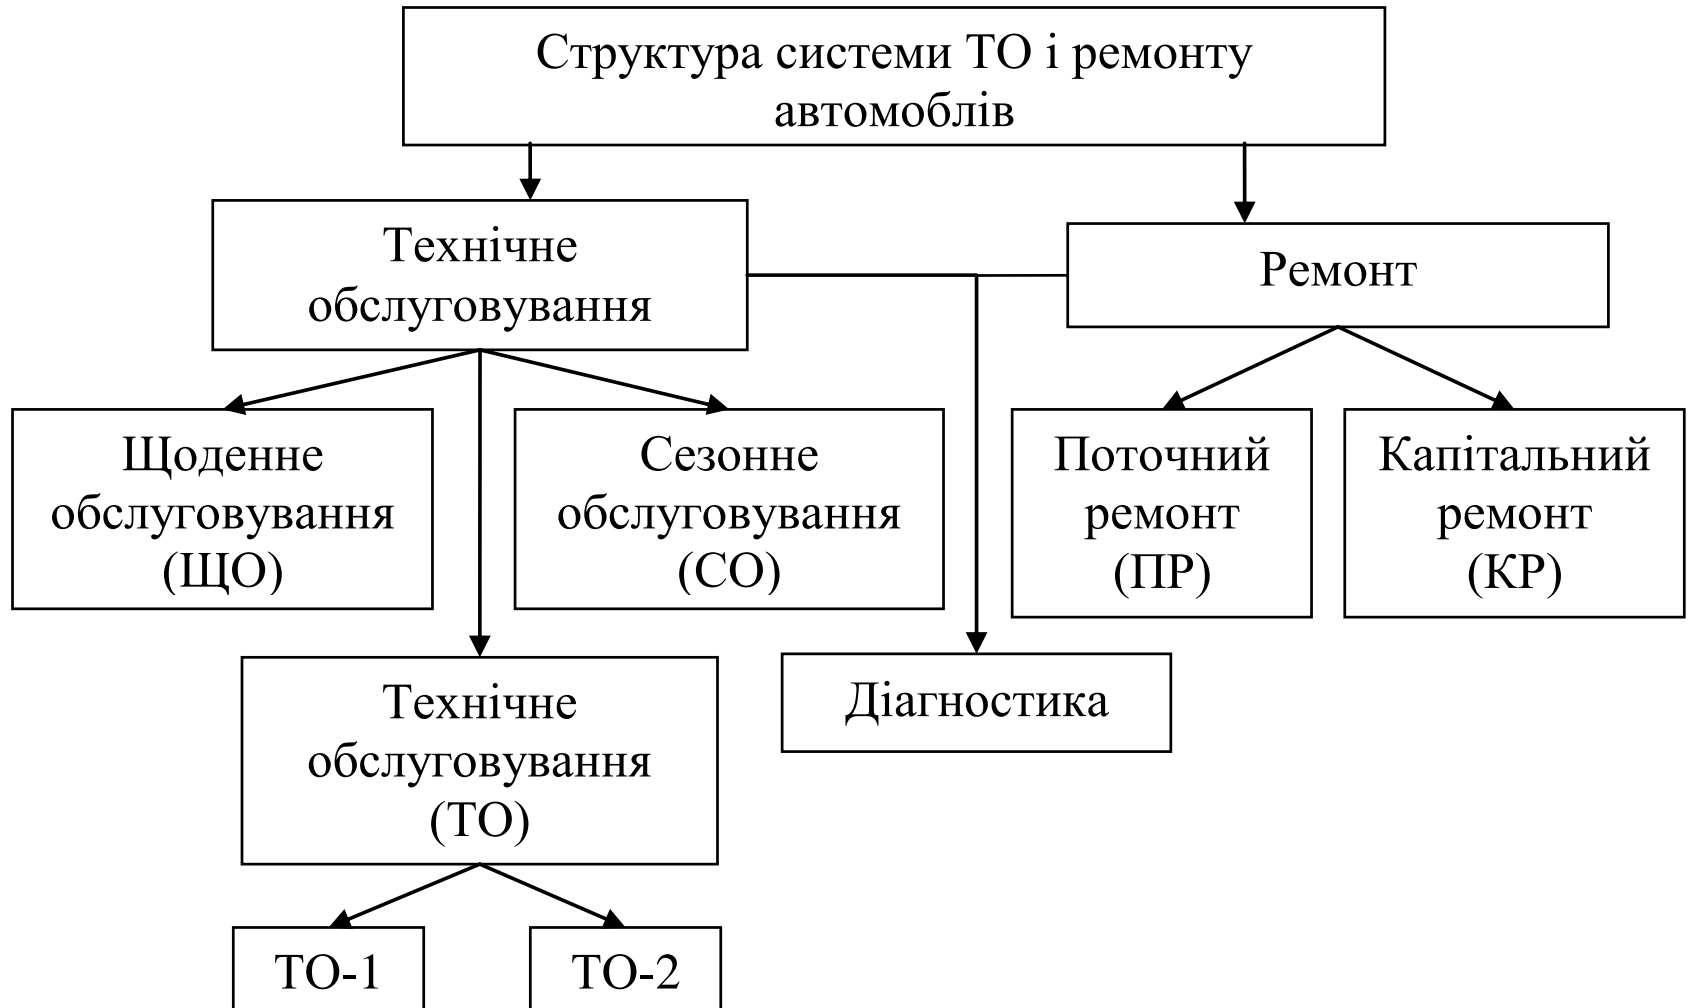 Структура системи ТО і ремонту
автомоблів
Технічне
обслуговування
Ремонт
Щоденне
обслуговування
(ЩО)
Сезонне
обслуговування
(СО)
Поточний
ремонт
(ПР)
Капітальний
ремонт
(КР)
Технічне
обслуговування
(ТО)
Діагностика
ТО-1
ТО-2